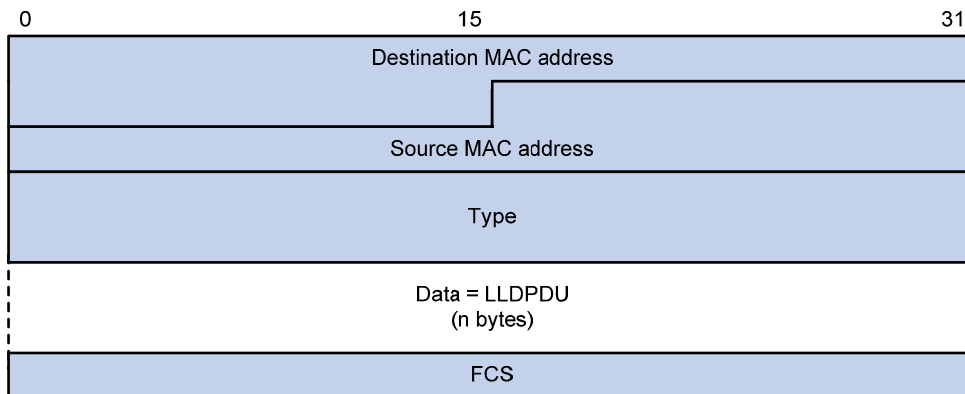 0 15 31
Destination MAC address
Source MAC address
Type
Data = LLDPDU
(n bytes)
FCS